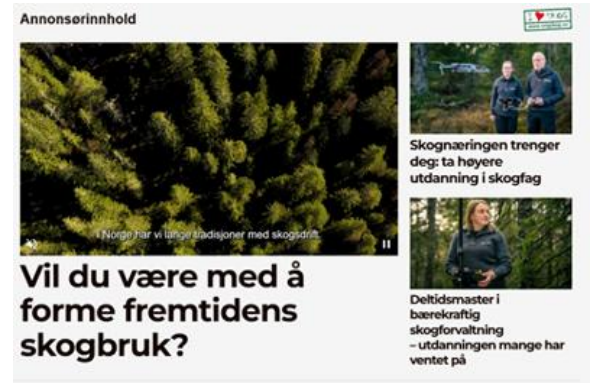 Annonsørinnhold
I Norge har vi lange tradisjoner med skogsdrift.
Vil du være med å
forme fremtidens
skogbruk?
Skognæringen trenger
deg: ta høyere
utdanning i skogfag
Deltidsmaster i
bærekraftig
skogforvaltning
– utdanningen mange har
ventet på